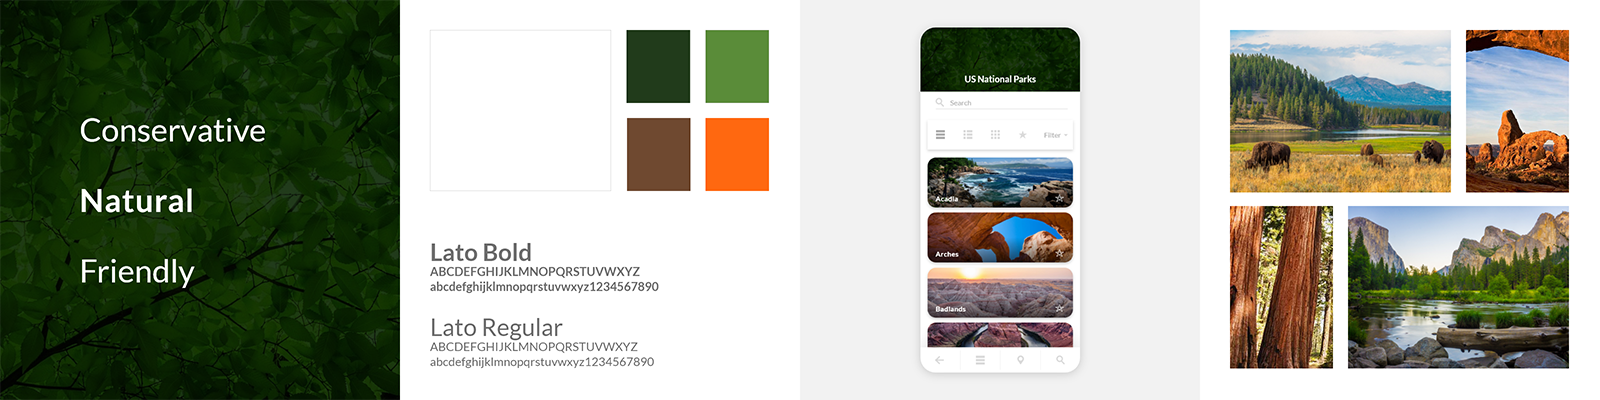 Conservative
Natural
Friendly
Lato Bold
ABCDEFGHIJKLMNOPQRSTUVWXYZ
abcdefghijklmnopqrstuvwxyz1234567890
Lato Regular
ABCDEFGHIJKLMNOPQRSTUVWXYZ
abcdefghijklmnopqrstuvwxyz1234567890
US National Parks
Search
Filter
Acadia
Arches
Badlands